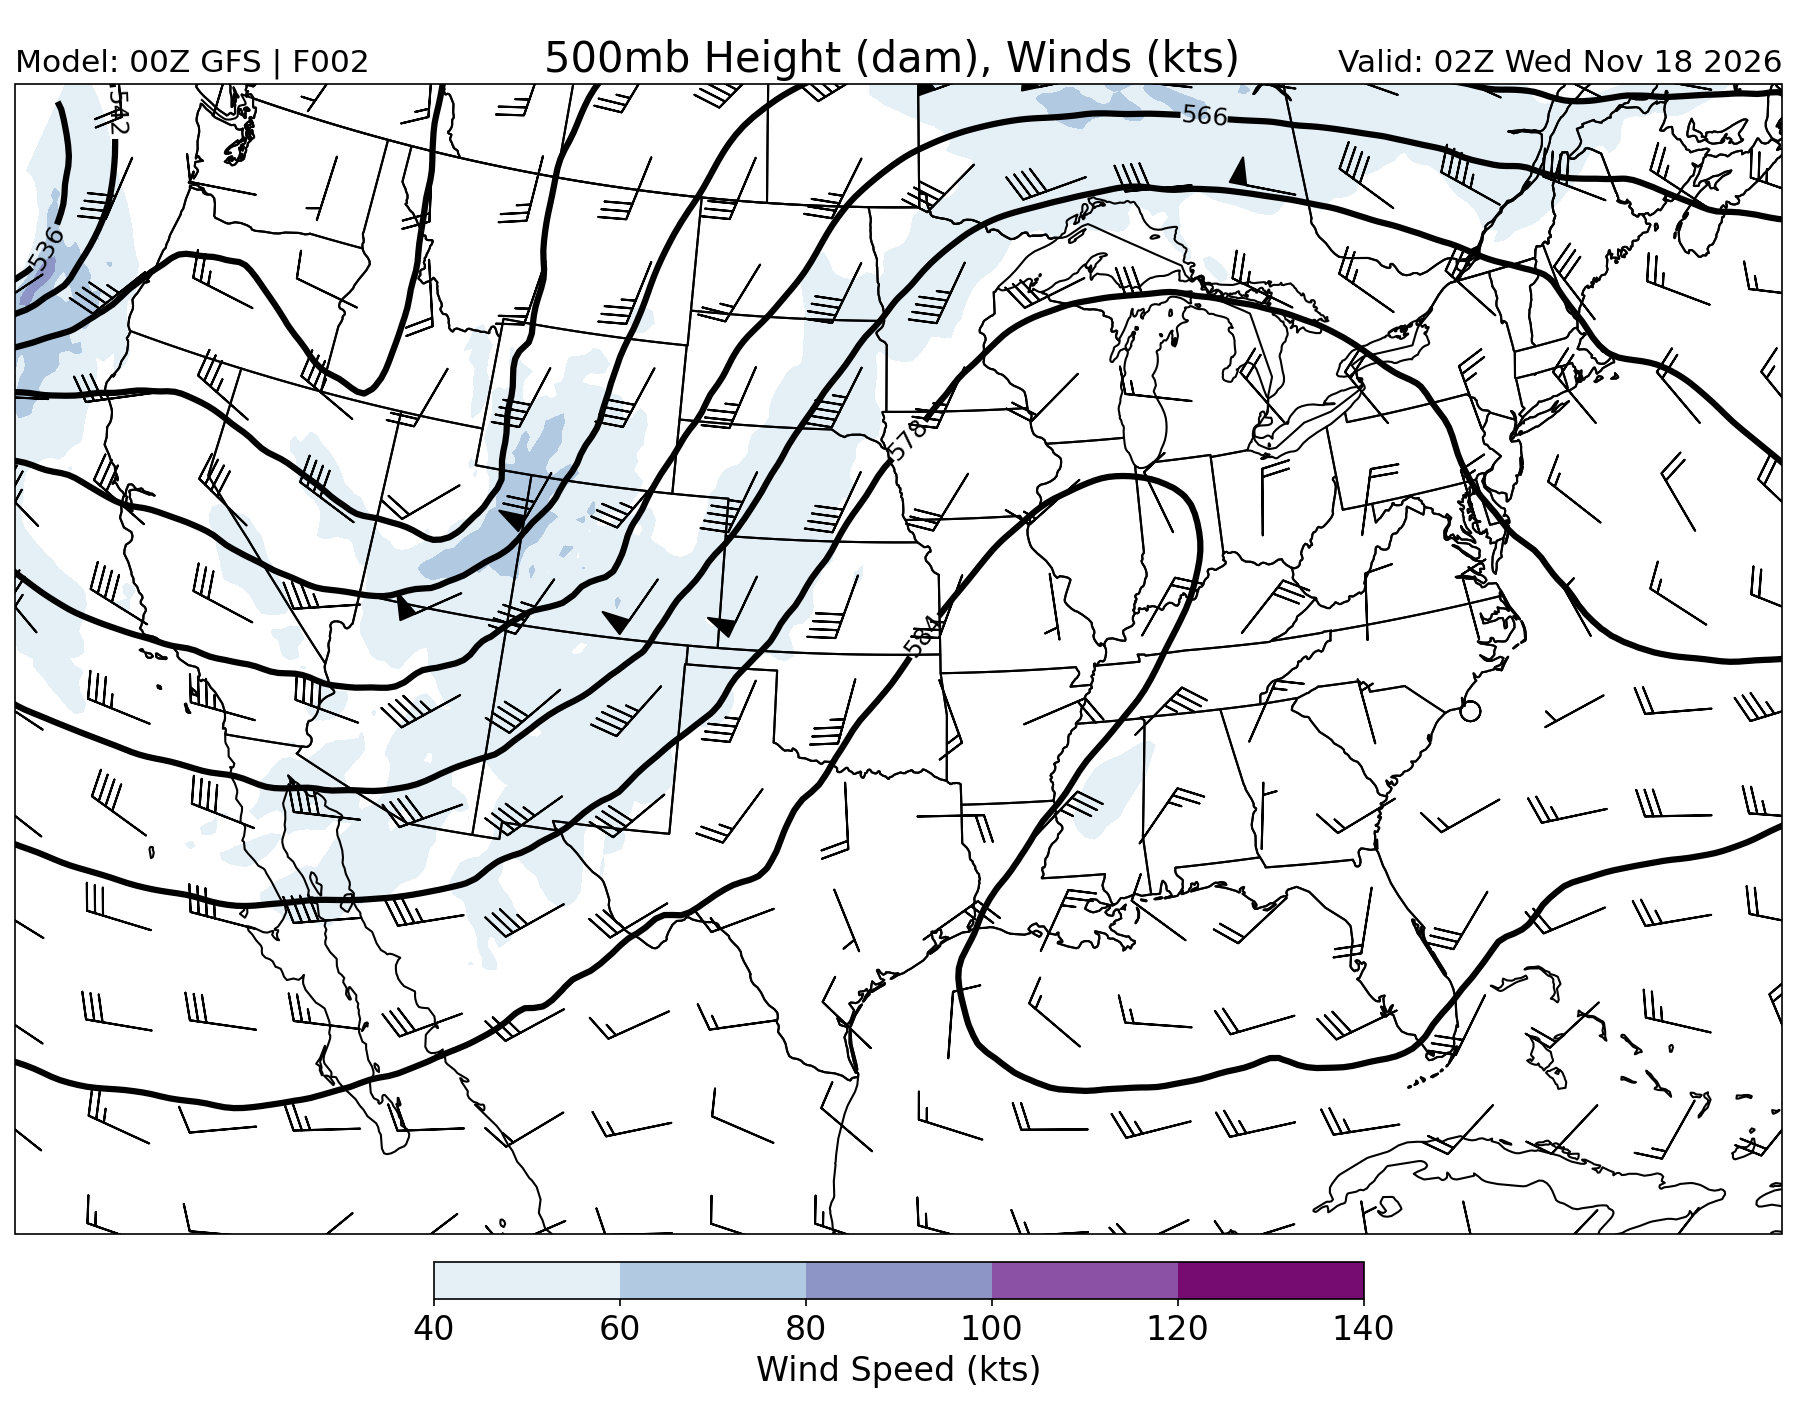 500mb Height (dam), Winds (kts)
Model: 00Z GFS | F002
Valid: 02Z Wed Nov 18 2026
542
566
536
578
584
40 60 80 100 120 140
Wind Speed (kts)